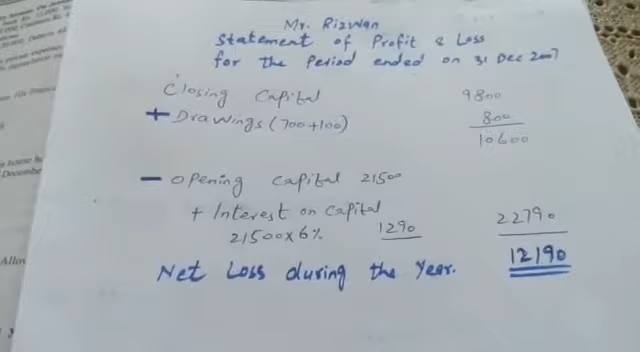 Mr. Rizwan
Statement of Profit & Loss
for the Period ended on 31 Dec 2007
Closing Capital 9800
+ Drawings (700+100) 800
10600
- Opening Capital 21500
+ Interest on Capital
21500x6% 1290 22790
Net Loss during the Year. 12190